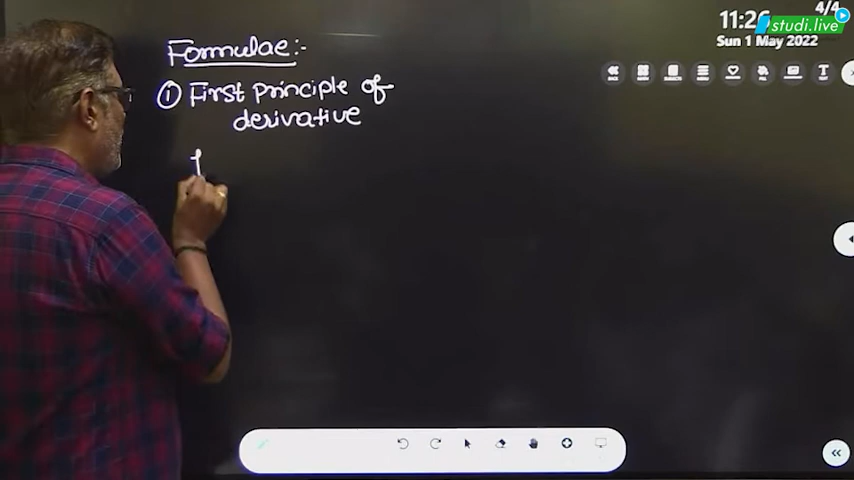 11:26
4/4
studi.live
Sun 1 May 2022
Formulae:-
① First principle of
derivative